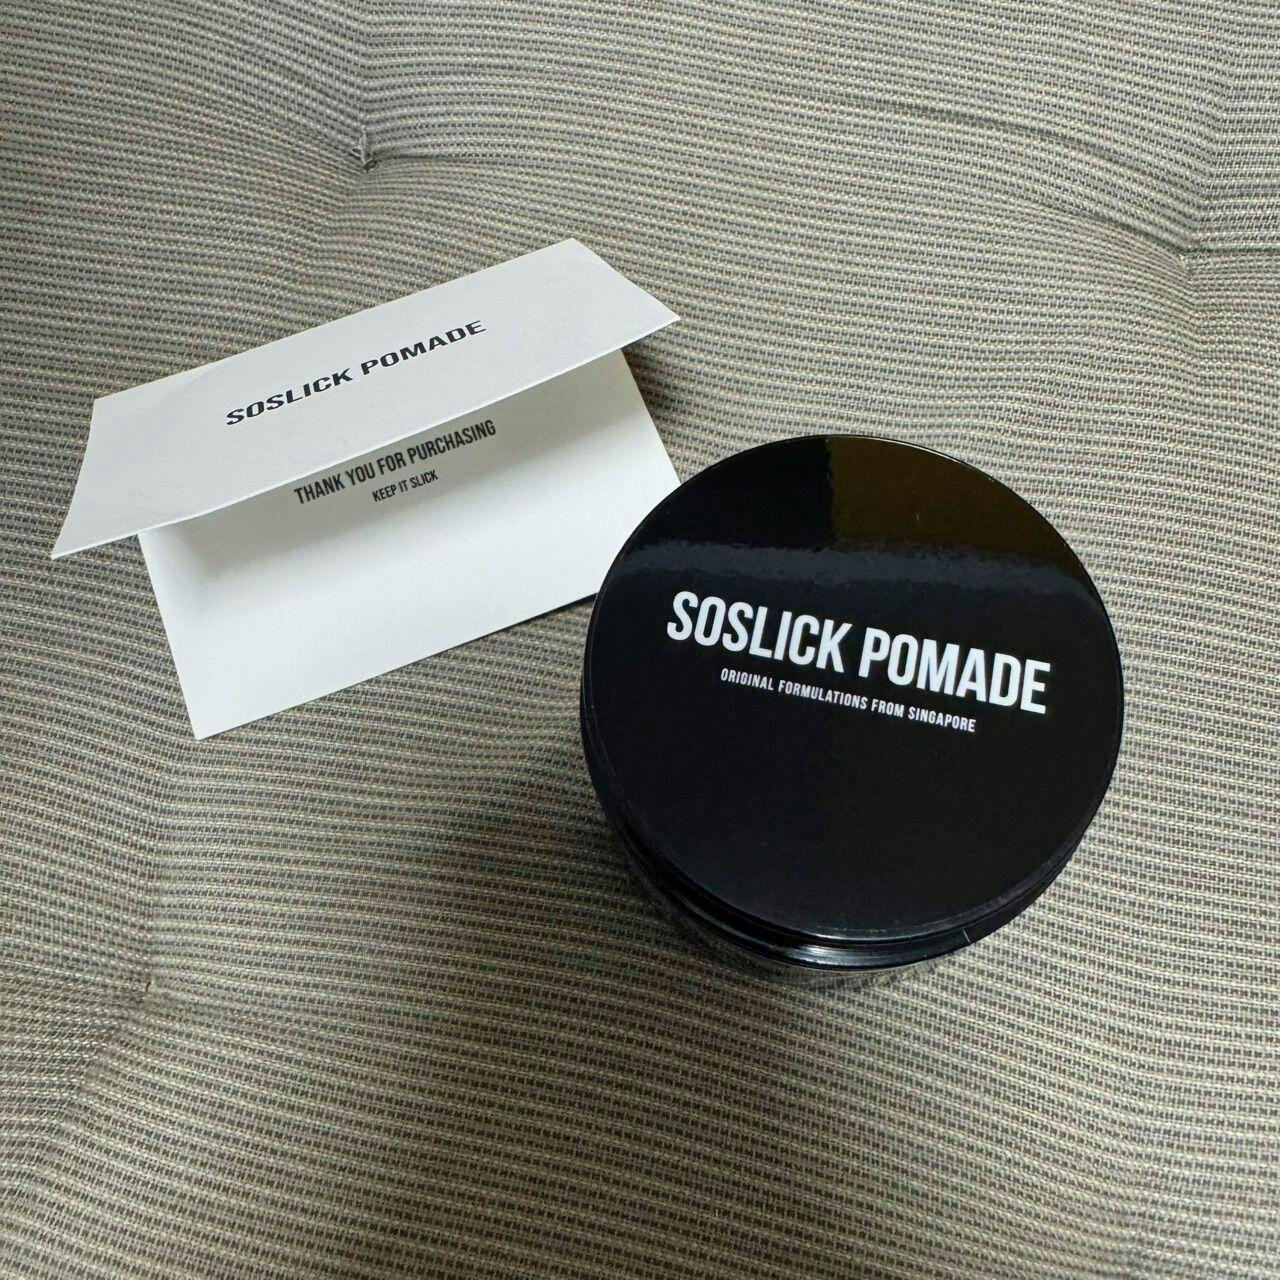 SOSLICK POMADE
THANK YOU FOR PURCHASING
KEEP IT SLICK
SOSLICK POMADE
ORIGINAL FORMULATIONS FROM SINGAPORE